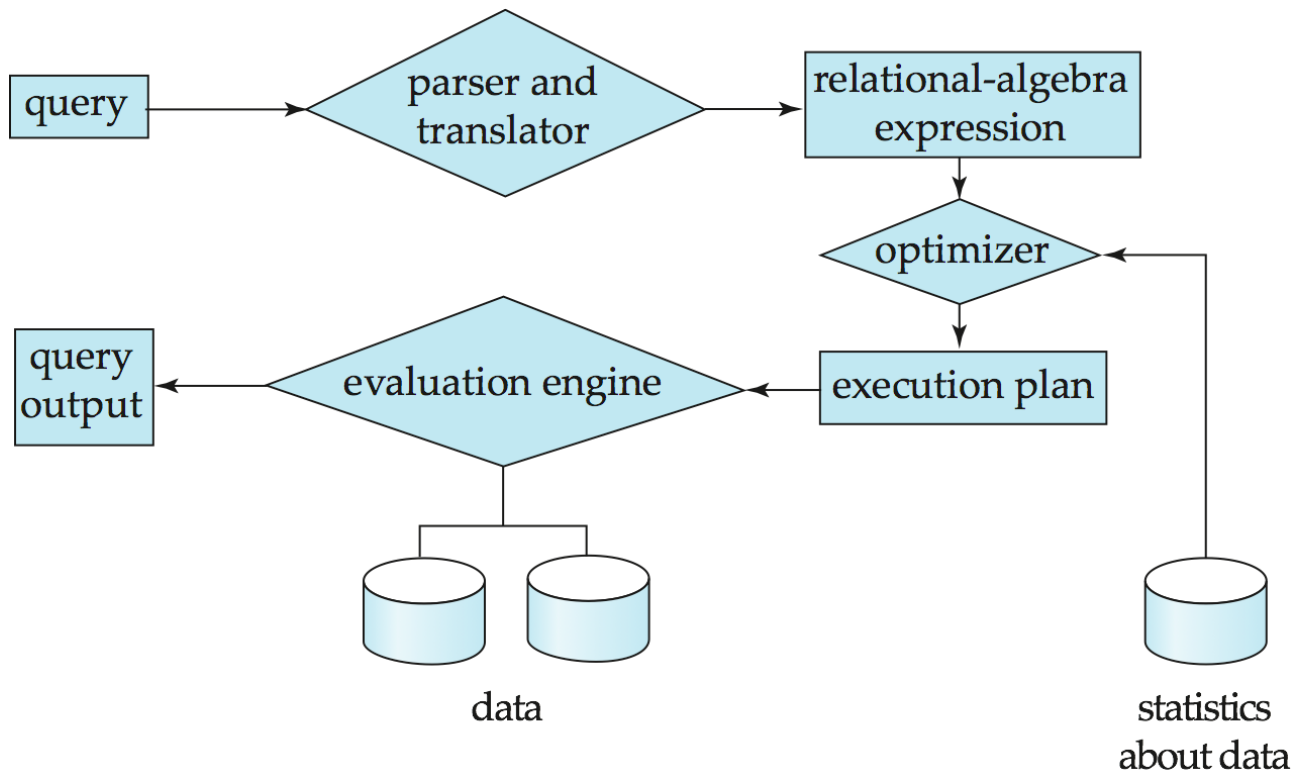 query
parser and
translator
relational-algebra
expression
optimizer
query
output
evaluation engine
execution plan
data
statistics
about data